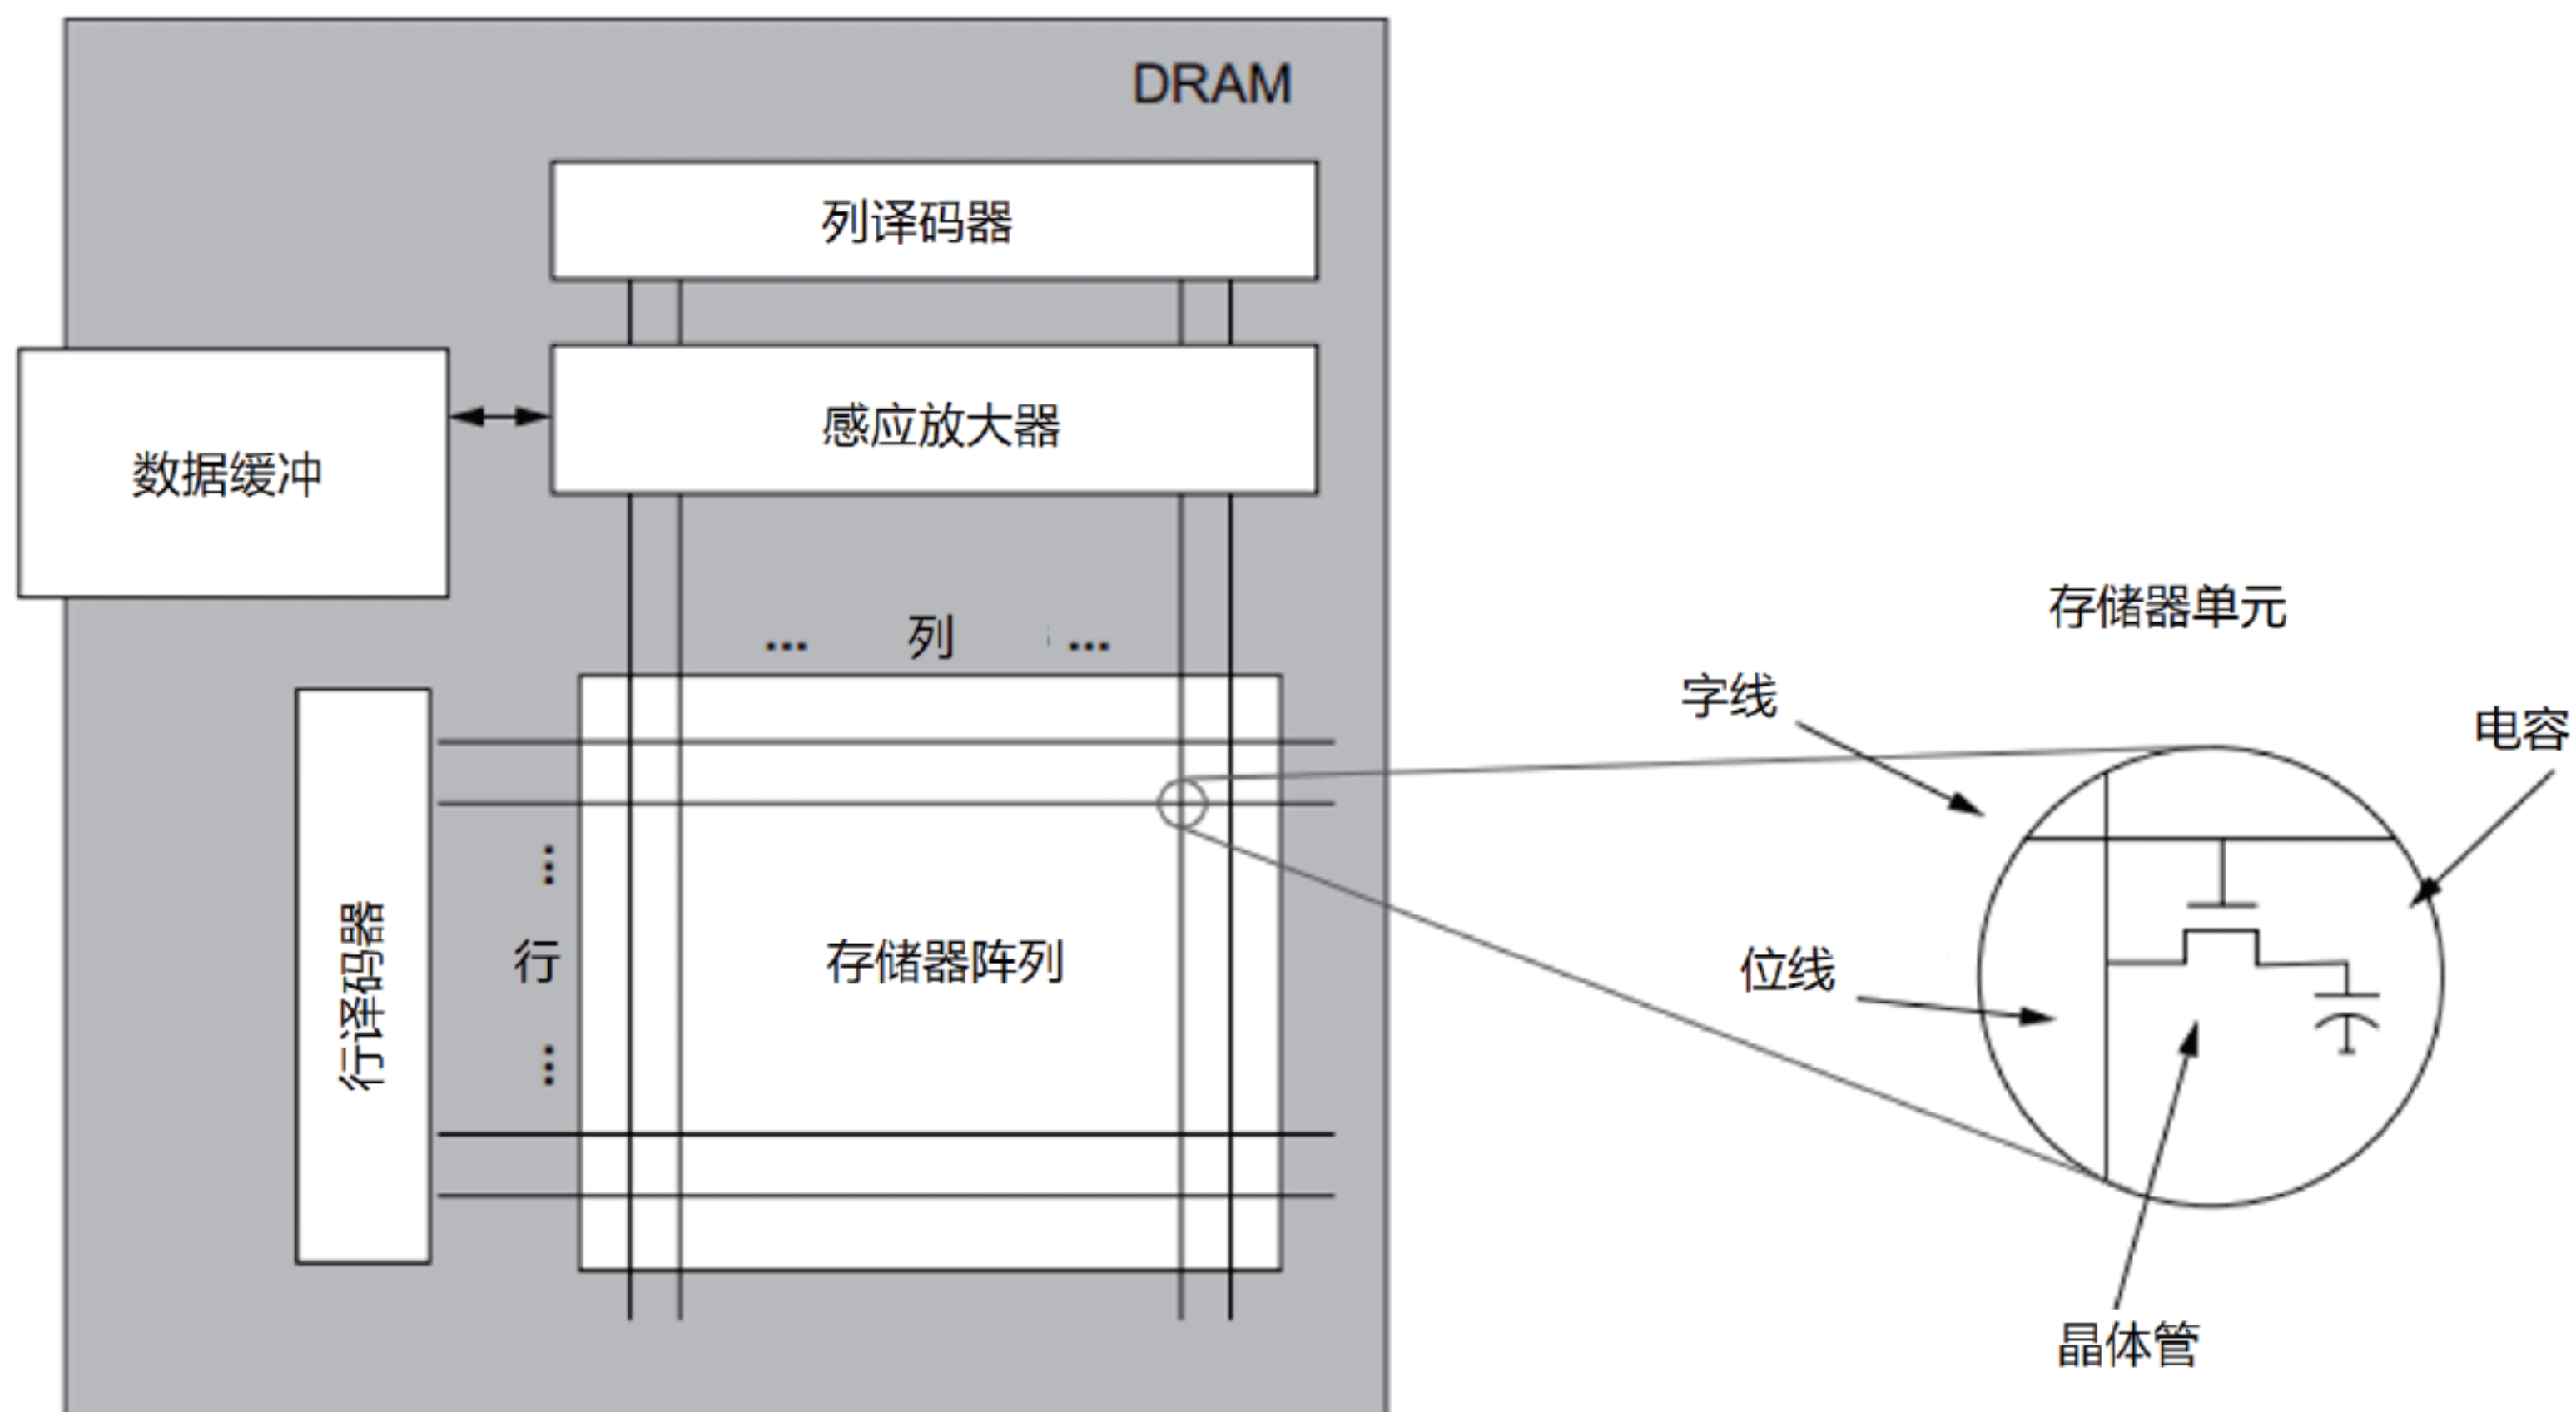 DRAM
列译码器
感应放大器
数据缓冲
... 列 ...
行译码器
...
行
...
存储器阵列
存储器单元
字线
电容
位线
晶体管